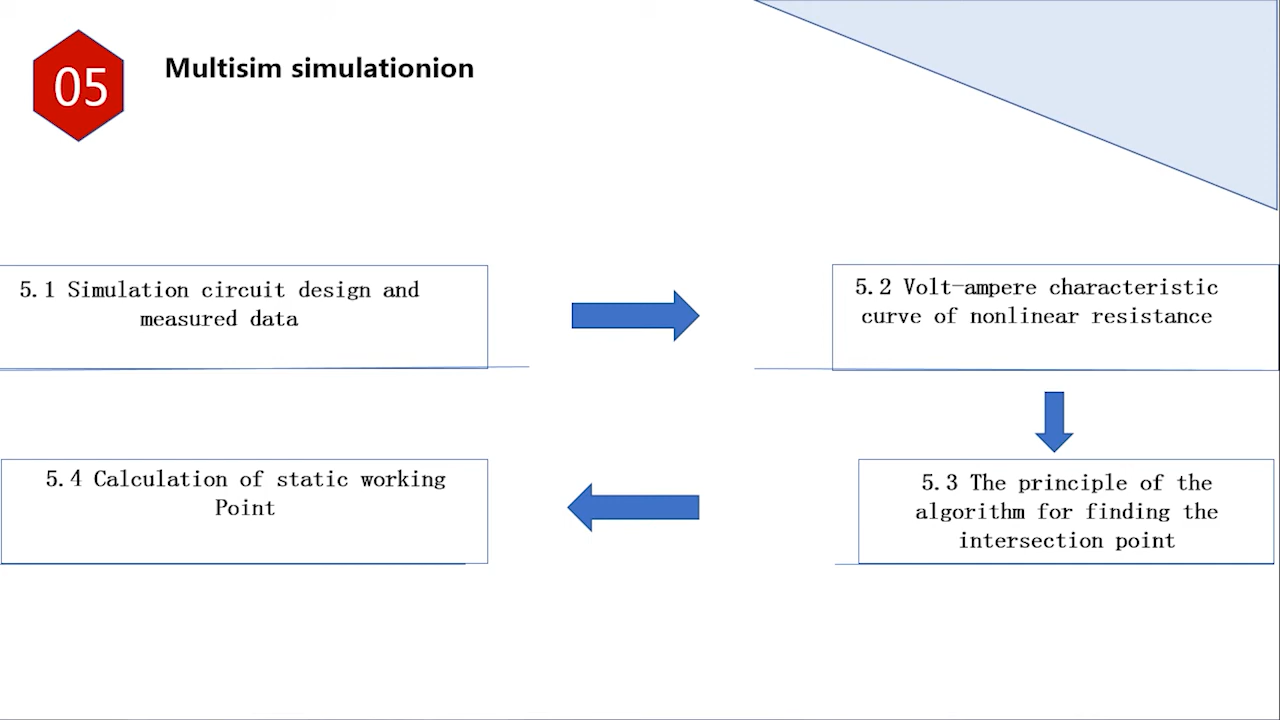 05
Multisim simulationion
5.1 Simulation circuit design and
measured data
5.2 Volt-ampere characteristic
curve of nonlinear resistance
5.3 The principle of the
algorithm for finding the
intersection point
5.4 Calculation of static working
Point